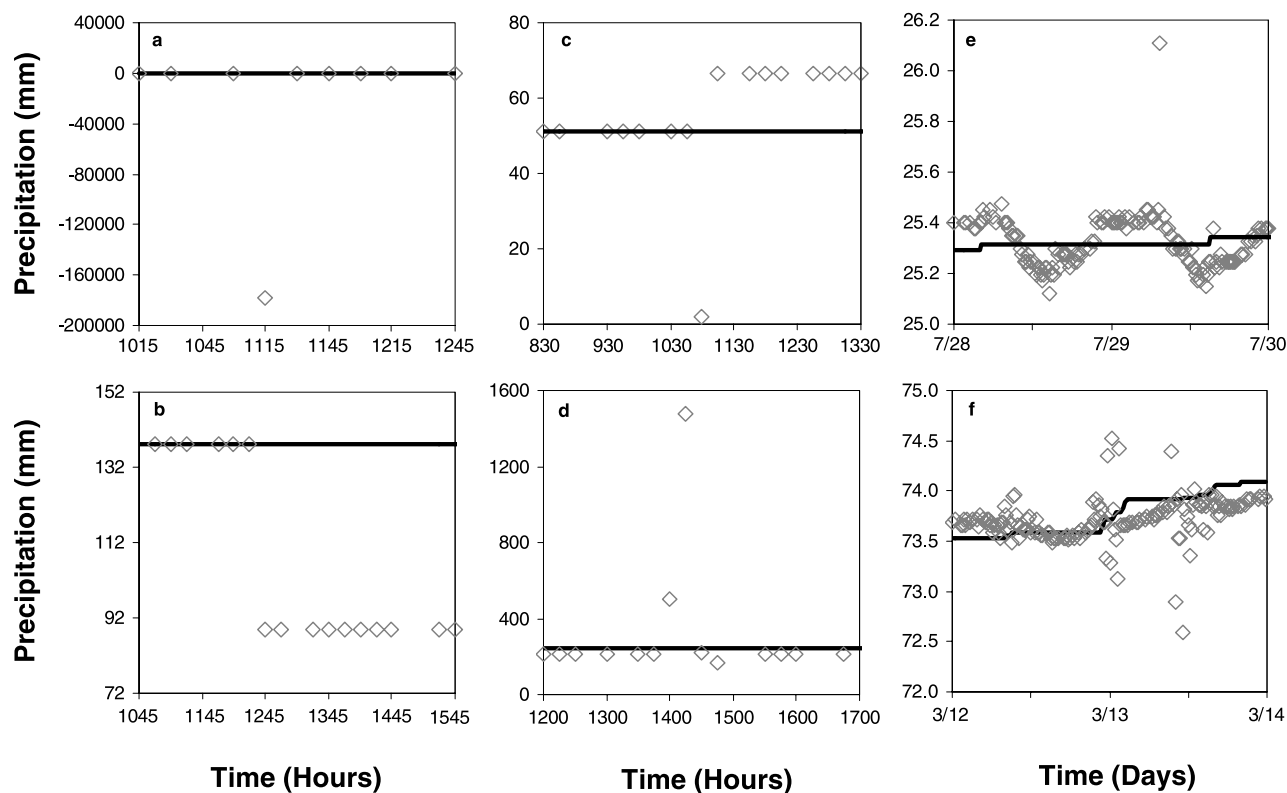 Precipitation (mm)
40000
0
-40000
-80000
-120000
-160000
-200000
a
1015 1045 1115 1145 1215 1245
80
60
40
20
0
c
830 930 1030 1130 1230 1330
26.2
26.0
25.8
25.6
25.4
25.2
25.0
e
7/28 7/29 7/30
Precipitation (mm)
152
132
112
92
72
b
1045 1145 1245 1345 1445 1545
Time (Hours)
1600
1200
800
400
0
d
1200 1300 1400 1500 1600 1700
Time (Hours)
75.0
74.5
74.0
73.5
73.0
72.5
72.0
f
3/12 3/13 3/14
Time (Days)